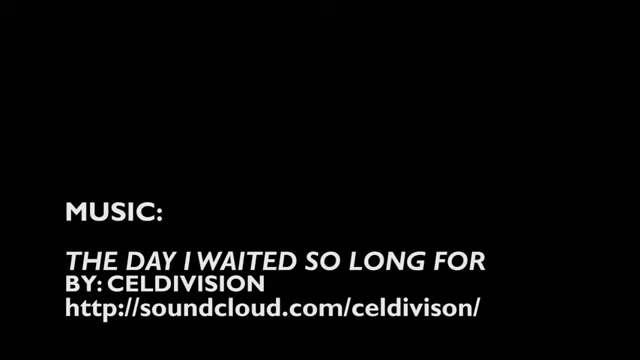 MUSIC:
THE DAY I WAITED SO LONG FOR
BY: CELDIVISION
http://soundcloud.com/celdivison/